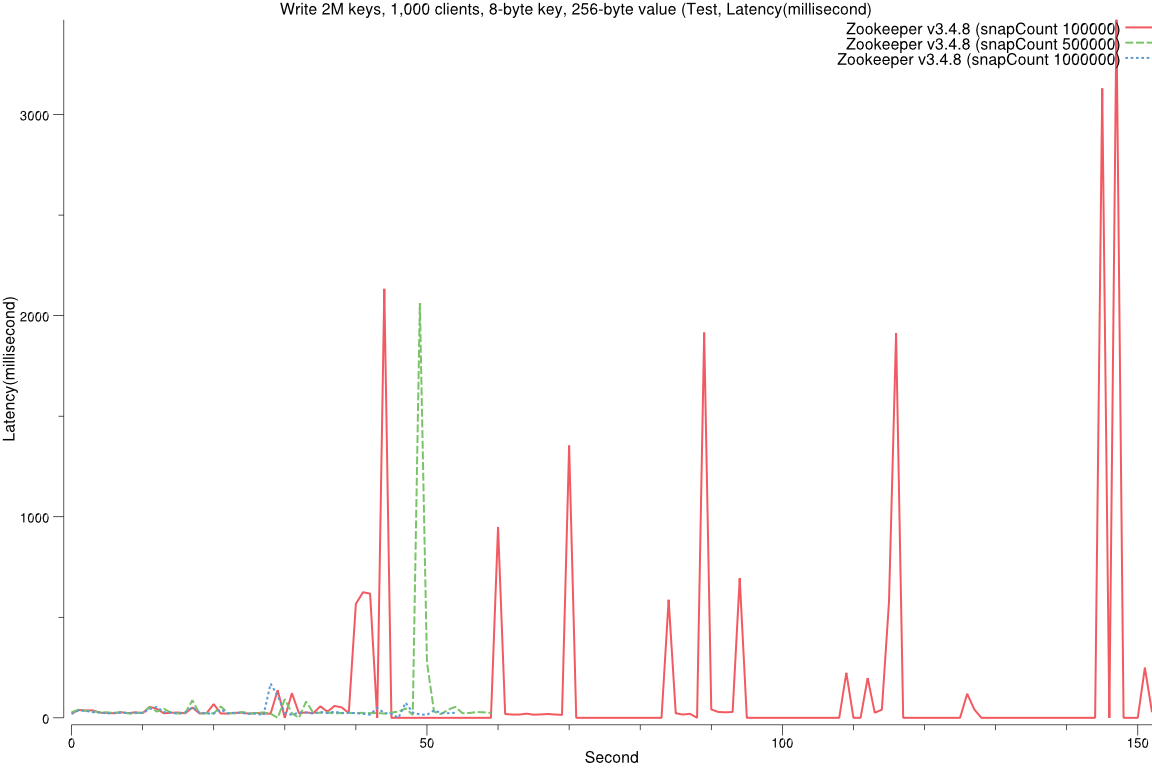 Write 2M keys, 1,000 clients, 8-byte key, 256-byte value (Test, Latency(millisecond)
Zookeeper v3.4.8 (snapCount 100000)
Zookeeper v3.4.8 (snapCount 500000)
Zookeeper v3.4.8 (snapCount 1000000)
3000
2000
1000
0
Latency(millisecond)
0 50 100 150
Second